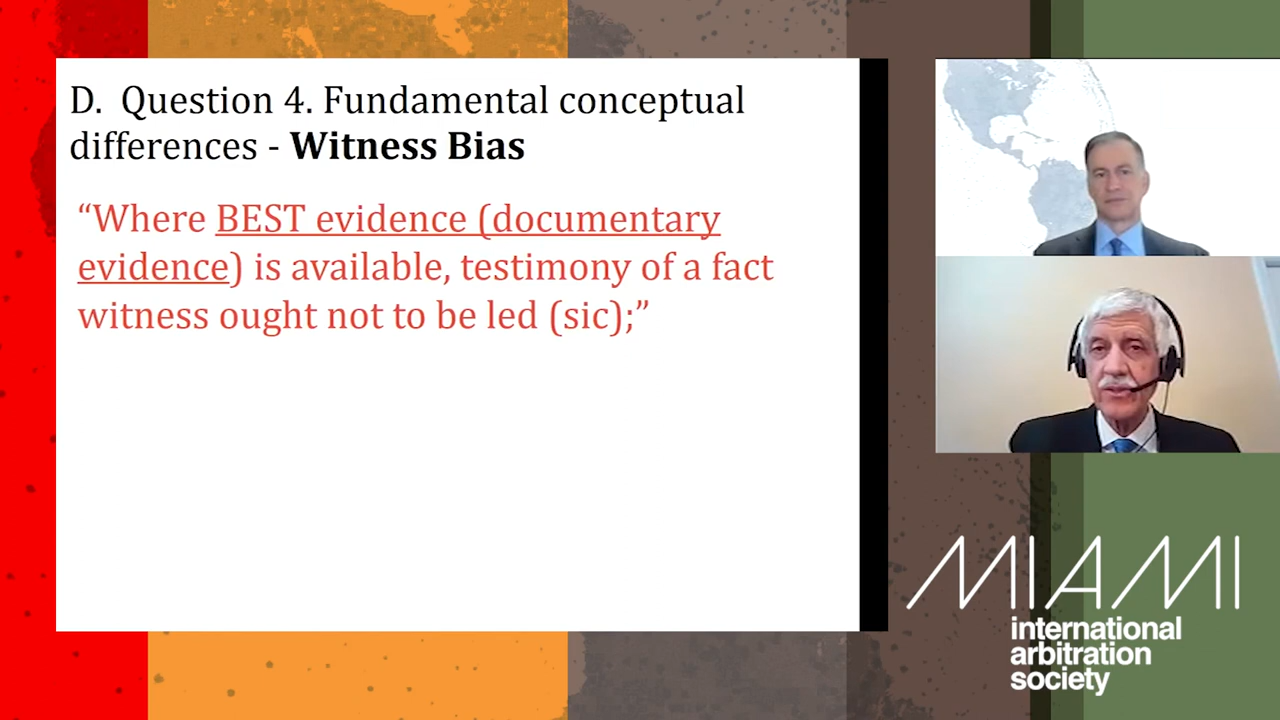 D. Question 4. Fundamental conceptual
differences - Witness Bias
“Where BEST evidence (documentary
evidence) is available, testimony of a fact
witness ought not to be led (sic);”
MIAMI
international
arbitration
society